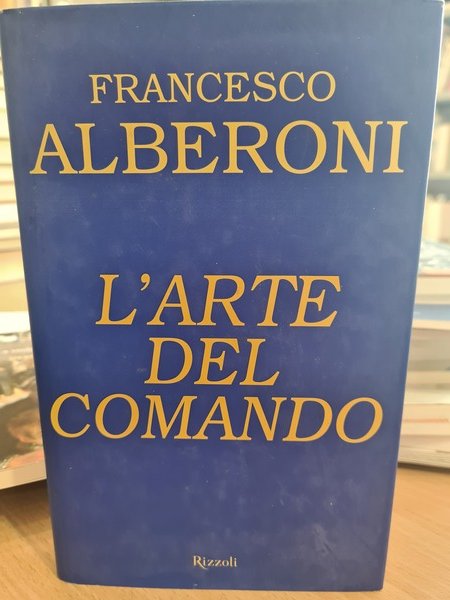 FRANCESCO
ALBERONI
L'ARTE
DEL
COMANDO
Rizzoli